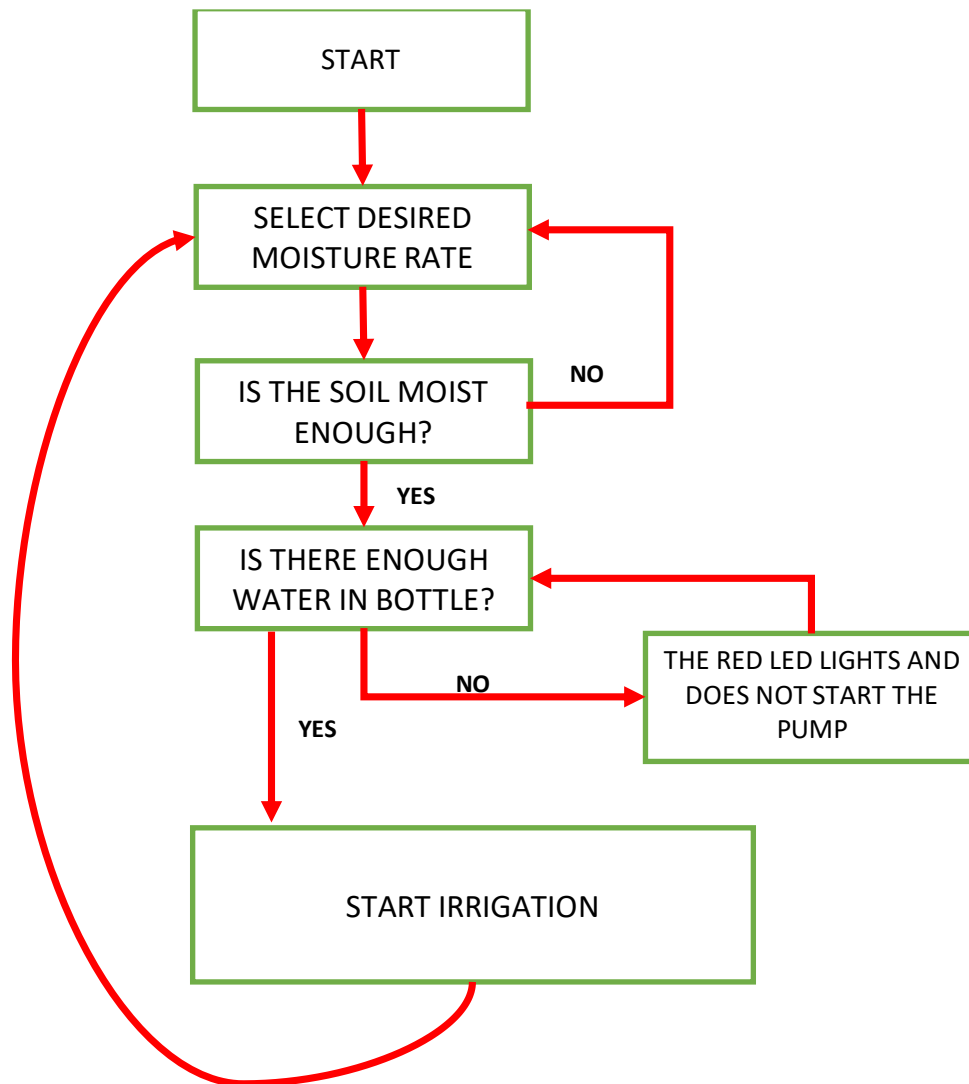 START
SELECT DESIRED
MOISTURE RATE
IS THE SOIL MOIST
ENOUGH?
NO
YES
IS THERE ENOUGH
WATER IN BOTTLE?
THE RED LED LIGHTS AND
DOES NOT START THE
PUMP
NO
YES
START IRRIGATION